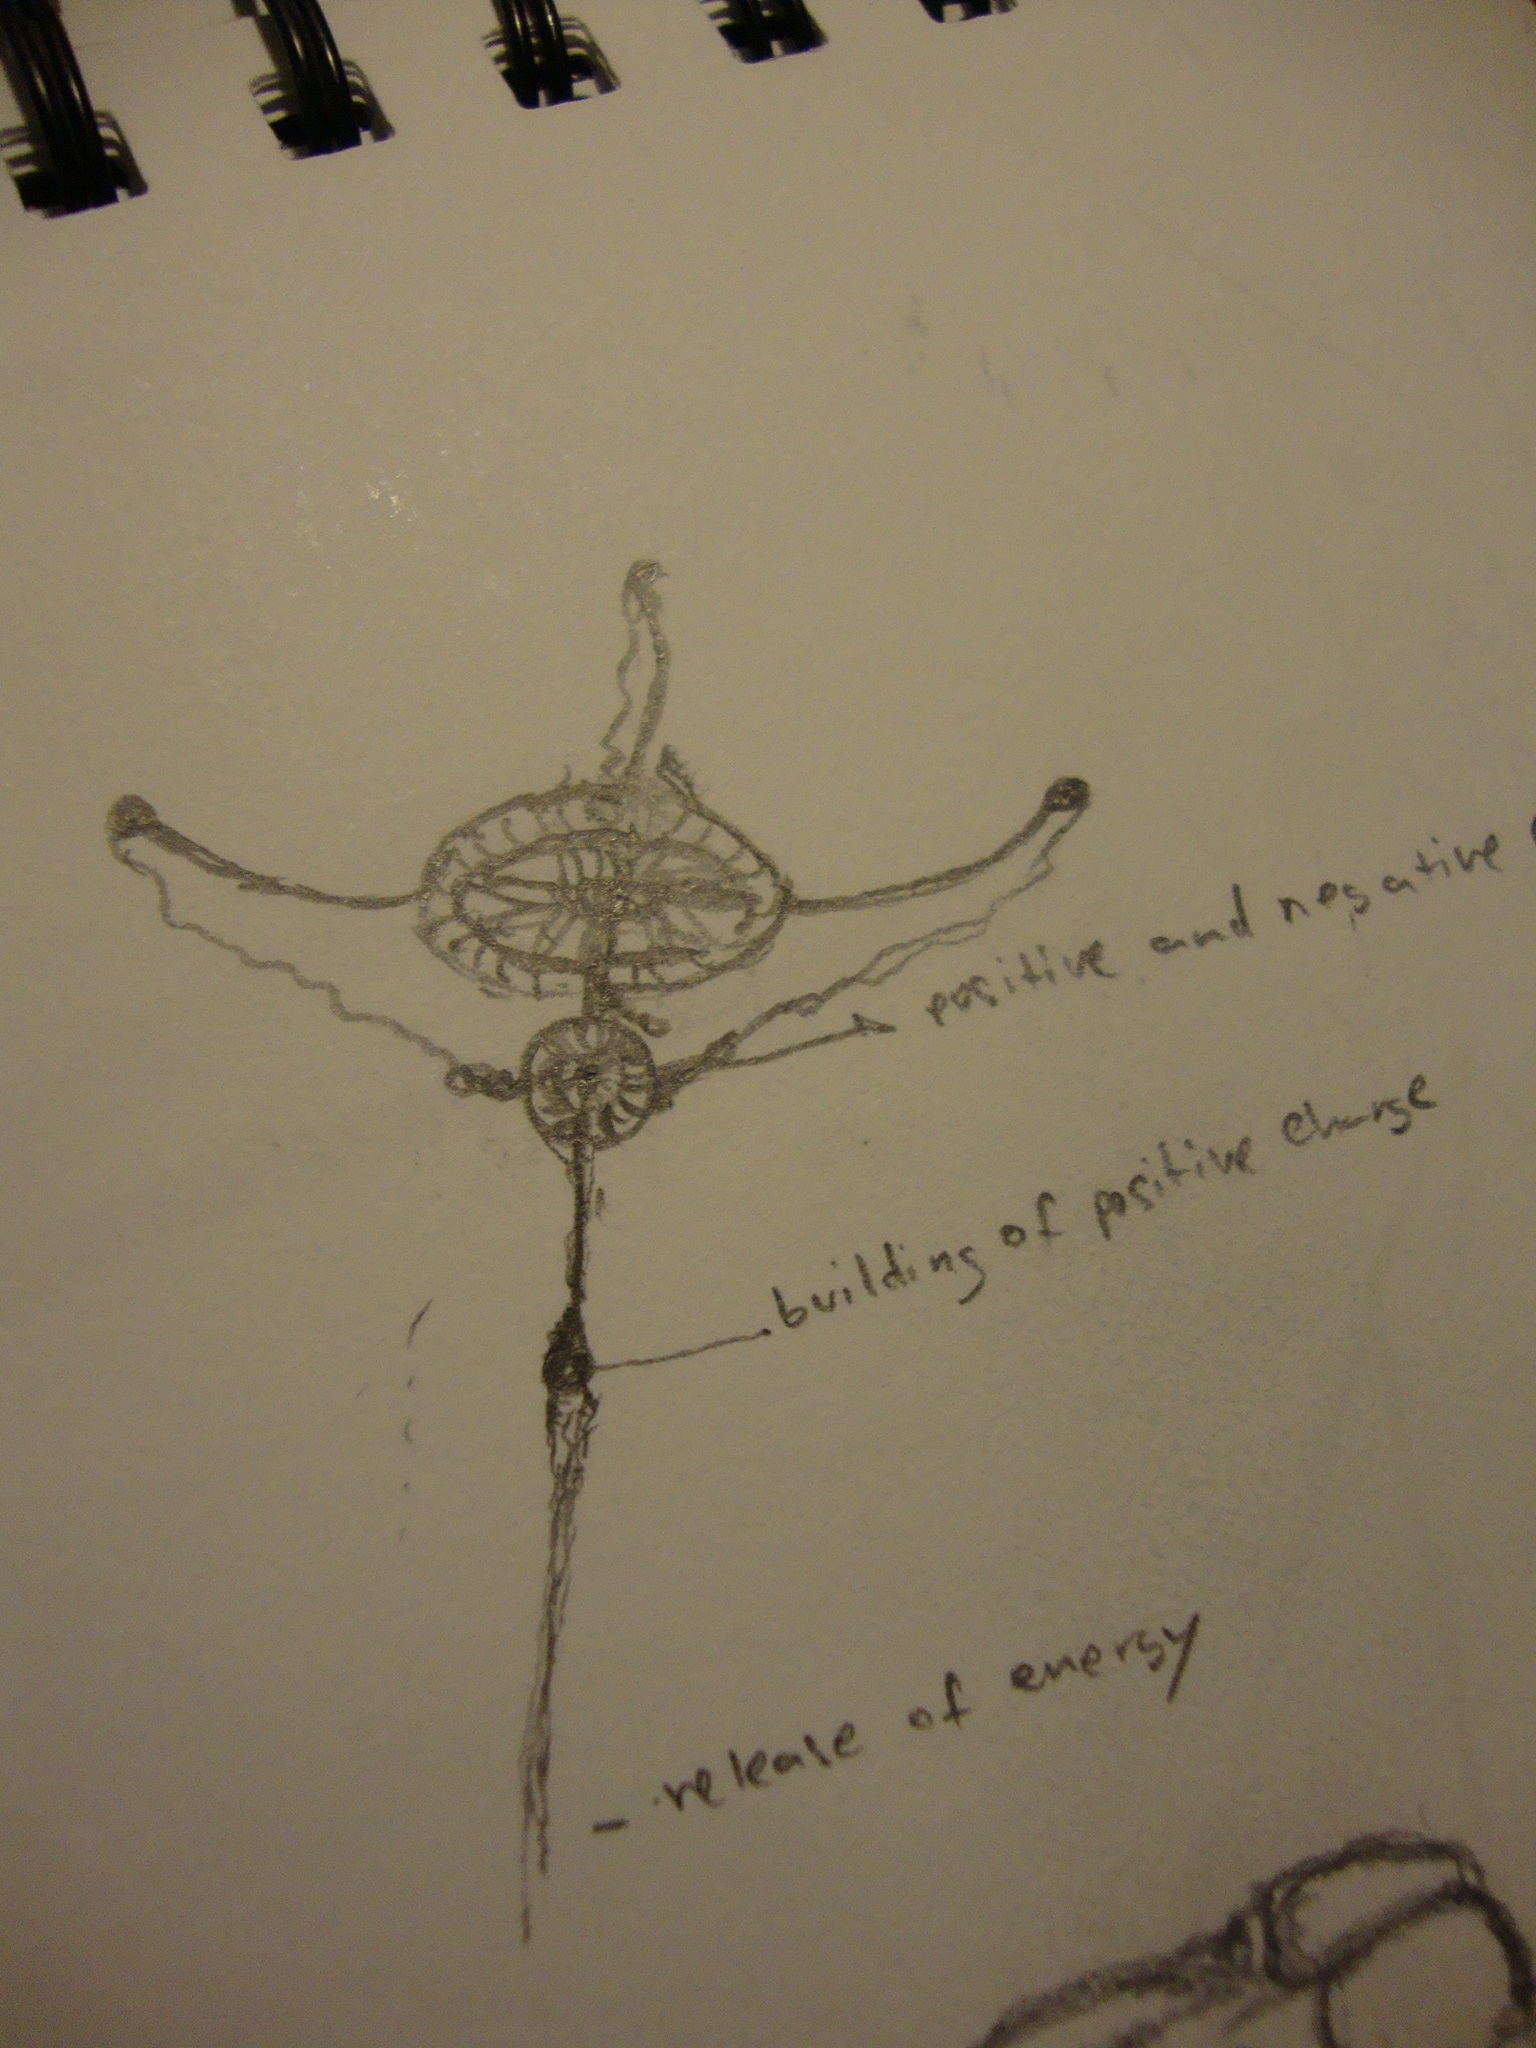 positive and negative
building of positive charge
- release of energy